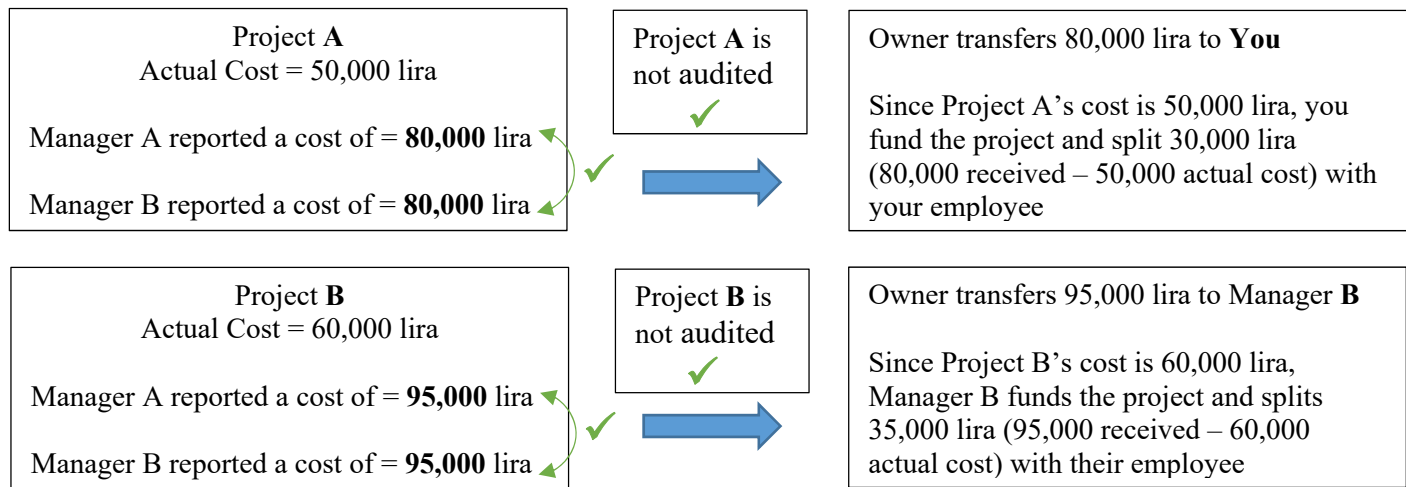 Project A
Actual Cost = 50,000 lira
Manager A reported a cost of = 80,000 lira
Manager B reported a cost of = 80,000 lira
Project A is
not audited
Owner transfers 80,000 lira to You
Since Project A’s cost is 50,000 lira, you
fund the project and split 30,000 lira
(80,000 received – 50,000 actual cost) with
your employee
Project B
Actual Cost = 60,000 lira
Manager A reported a cost of = 95,000 lira
Manager B reported a cost of = 95,000 lira
Project B is
not audited
Owner transfers 95,000 lira to Manager B
Since Project B’s cost is 60,000 lira,
Manager B funds the project and splits
35,000 lira (95,000 received – 60,000
actual cost) with their employee